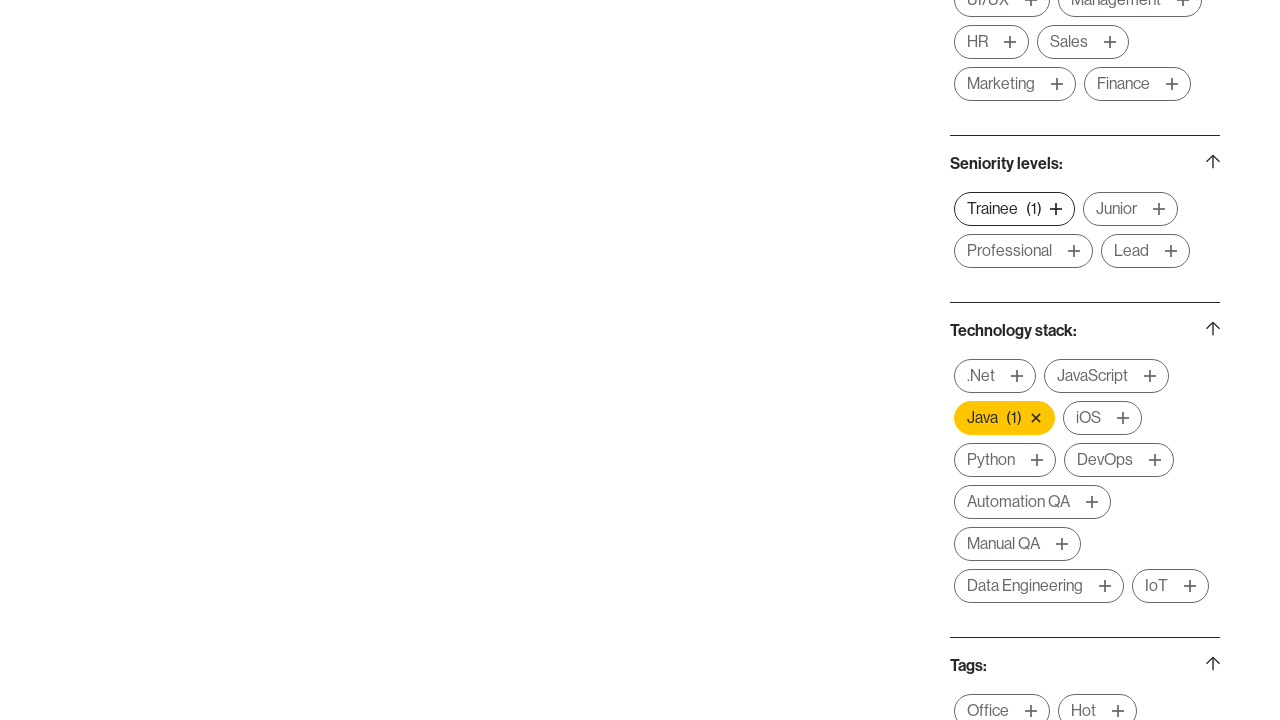 UI/UX Management
HR Sales
Marketing Finance
Seniority levels:
Trainee (1) Junior
Professional Lead
Technology stack:
.Net JavaScript
Java (1) iOS
Python DevOps
Automation QA
Manual QA
Data Engineering IoT
Tags:
Office Hot